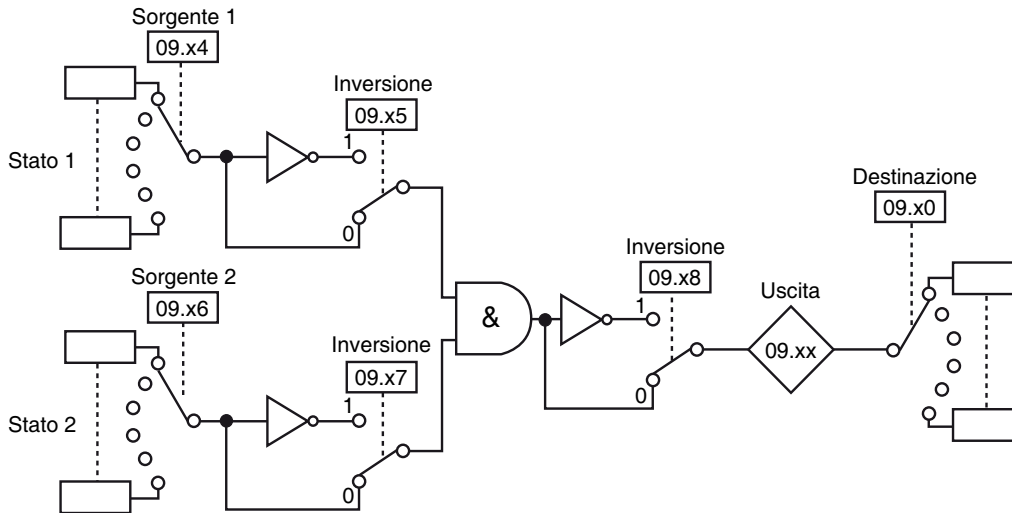 Sorgente 1
09.x4
Inversione
09.x5
1
Stato 1
0
Destinazione
09.x0
Sorgente 2
09.x6
Inversione
09.x8
Uscita
&
1
09.xx
Inversione
09.x7
0
1
Stato 2
0